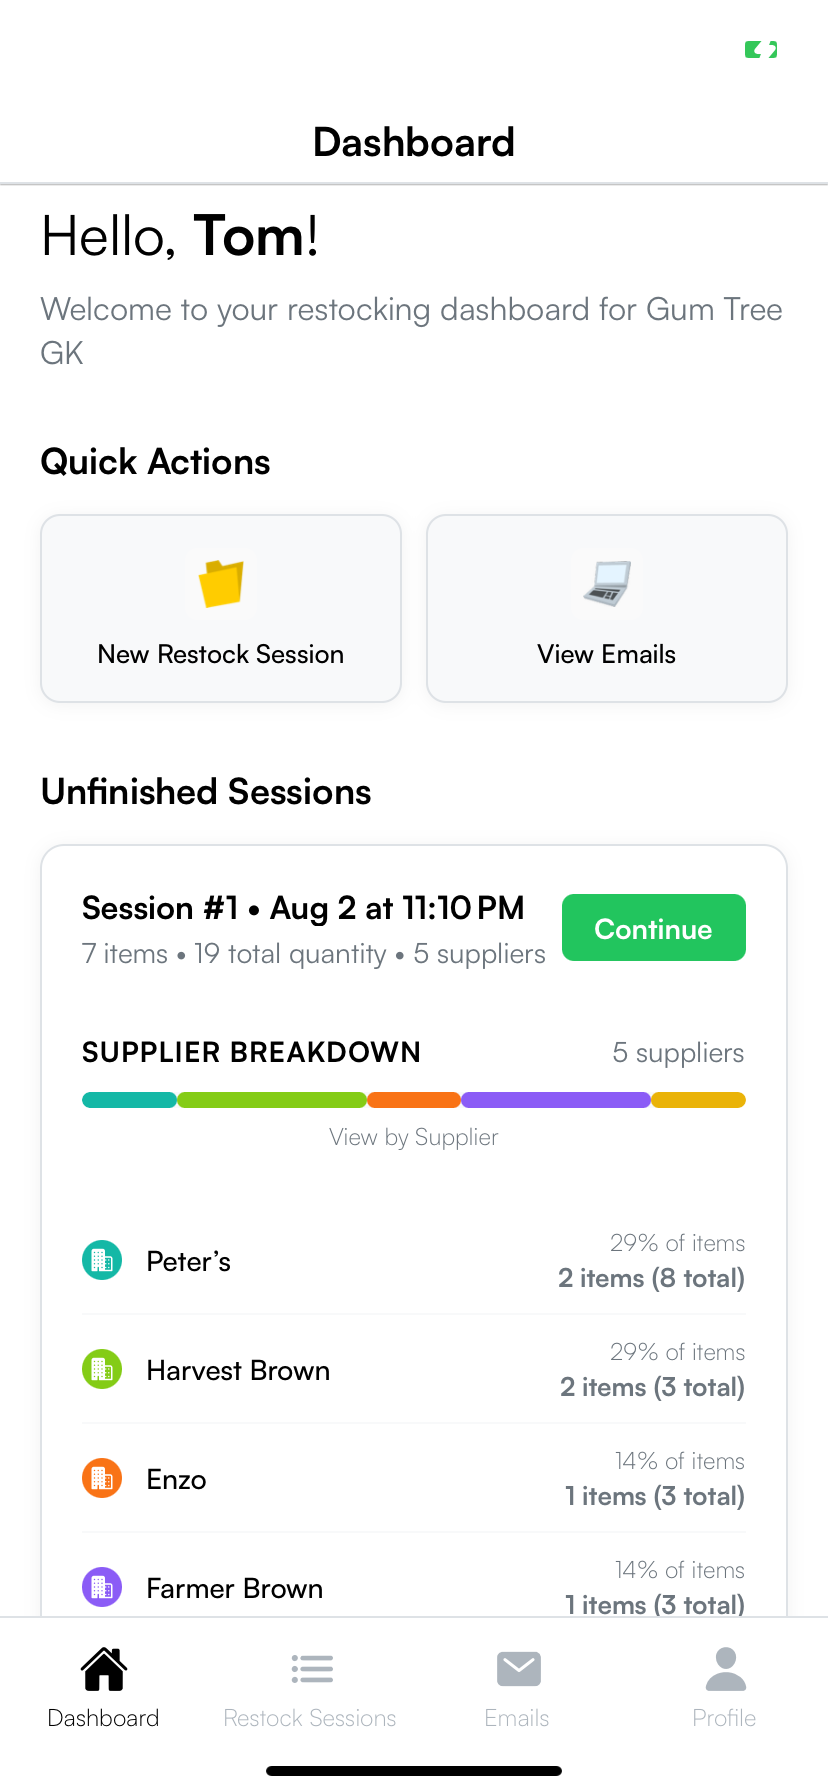 Dashboard
Hello, Tom!
Welcome to your restocking dashboard for Gum Tree
GK
Quick Actions
New Restock Session
View Emails
Unfinished Sessions
Session #1 • Aug 2 at 11:10 PM
7 items • 19 total quantity • 5 suppliers
Continue
SUPPLIER BREAKDOWN
5 suppliers
View by Supplier
Peter’s
29% of items
2 items (8 total)
Harvest Brown
29% of items
2 items (3 total)
Enzo
14% of items
1 items (3 total)
Farmer Brown
14% of items
1 items (3 total)
Dashboard
Restock Sessions
Emails
Profile